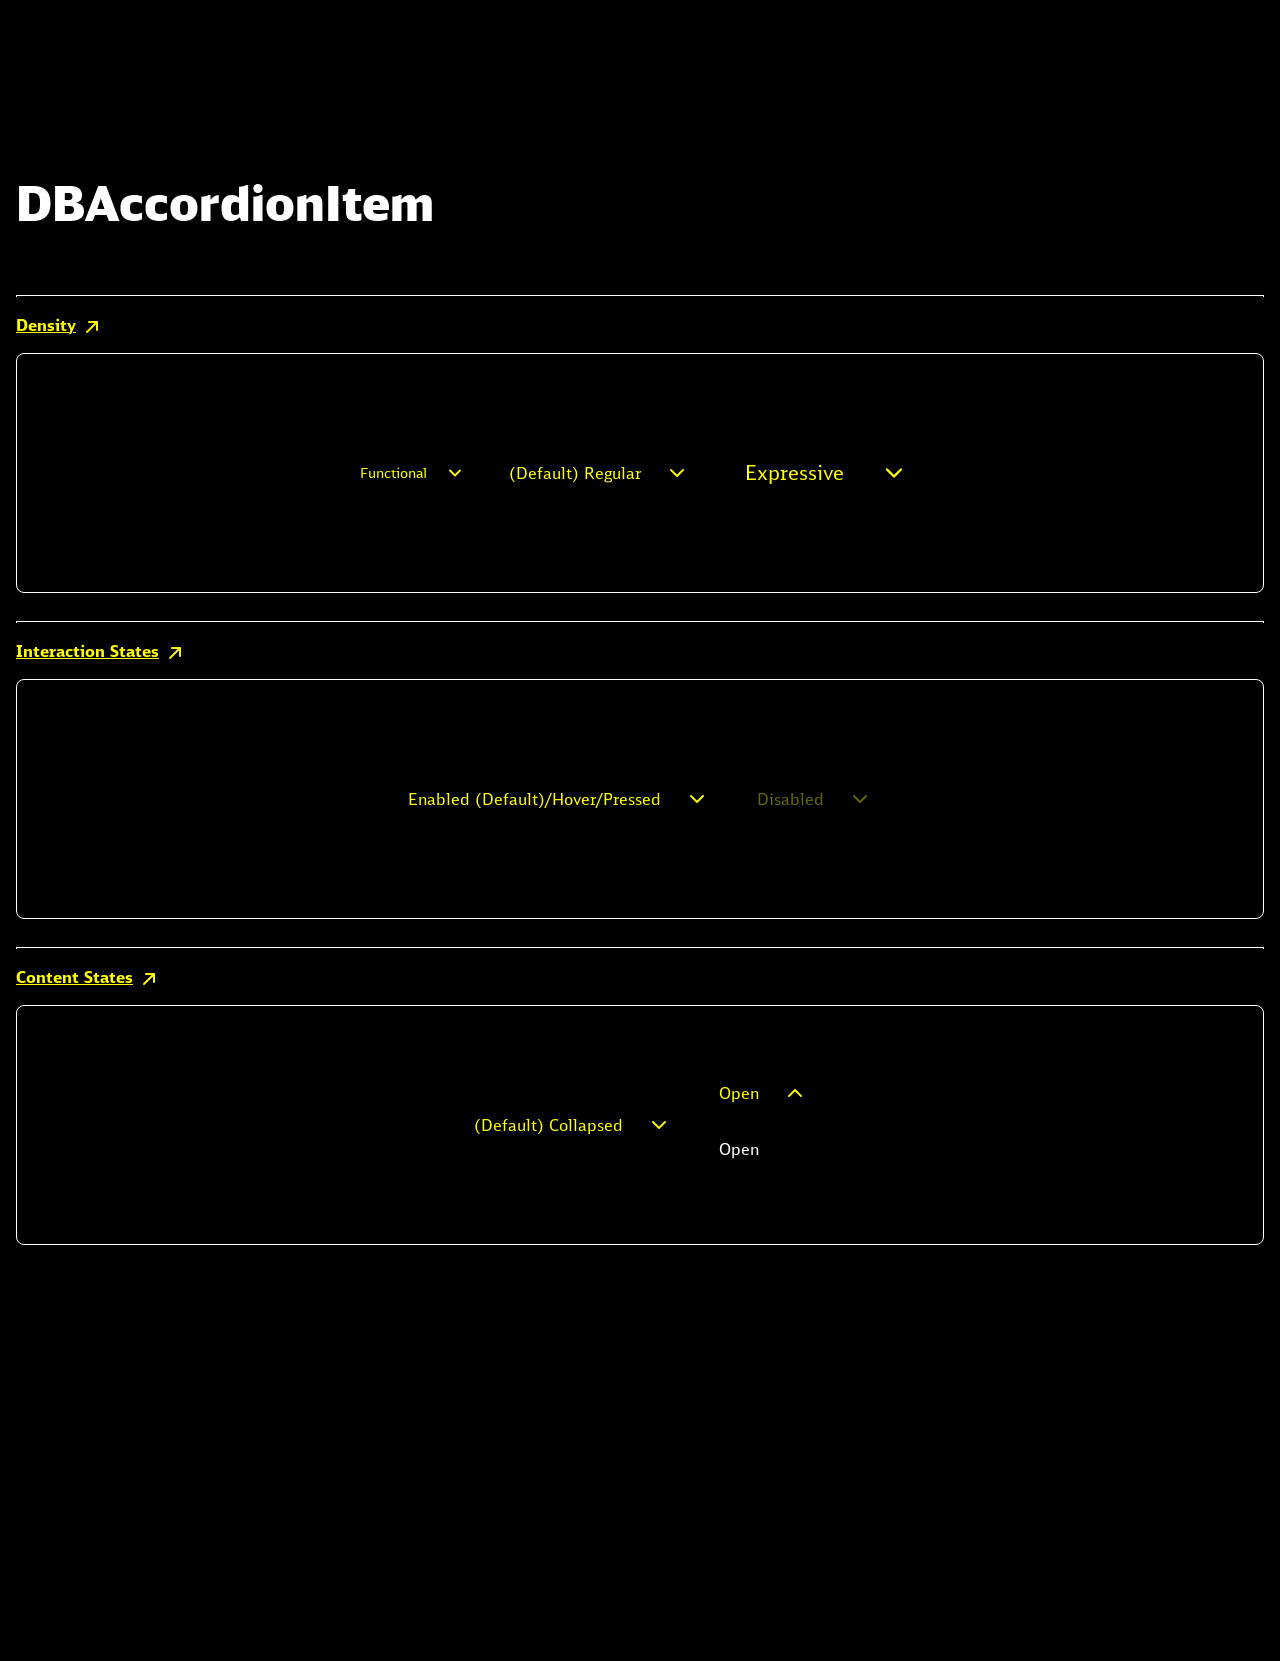 DBAccordionItem
Density
Functional (Default) Regular Expressive
Interaction States
Enabled (Default)/Hover/Pressed Disabled
Content States
(Default) Collapsed
Open
Open